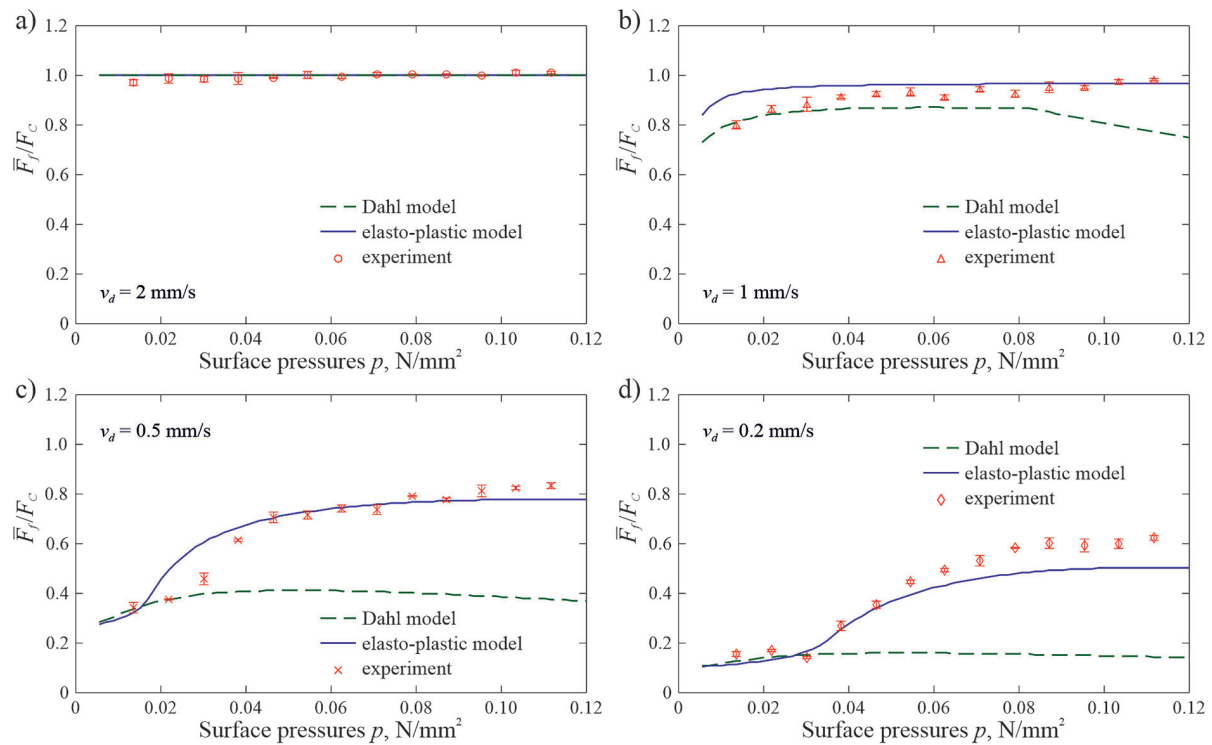 a)
1.2
1.0
0.8
0.6
0.4
0.2
0
F̅f/FC
Dahl model
elasto-plastic model
experiment
vd = 2 mm/s
0 0.02 0.04 0.06 0.08 0.10 0.12
Surface pressures p, N/mm²
b)
1.2
1.0
0.8
0.6
0.4
0.2
0
F̅f/FC
Dahl model
elasto-plastic model
experiment
vd = 1 mm/s
0 0.02 0.04 0.06 0.08 0.10 0.12
Surface pressures p, N/mm²
c)
1.2
1.0
0.8
0.6
0.4
0.2
0
F̅f/FC
vd = 0.5 mm/s
Dahl model
elasto-plastic model
experiment
0 0.02 0.04 0.06 0.08 0.10 0.12
Surface pressures p, N/mm²
d)
1.2
1.0
0.8
0.6
0.4
0.2
0
F̅f/FC
vd = 0.2 mm/s
Dahl model
elasto-plastic model
experiment
0 0.02 0.04 0.06 0.08 0.10 0.12
Surface pressures p, N/mm²